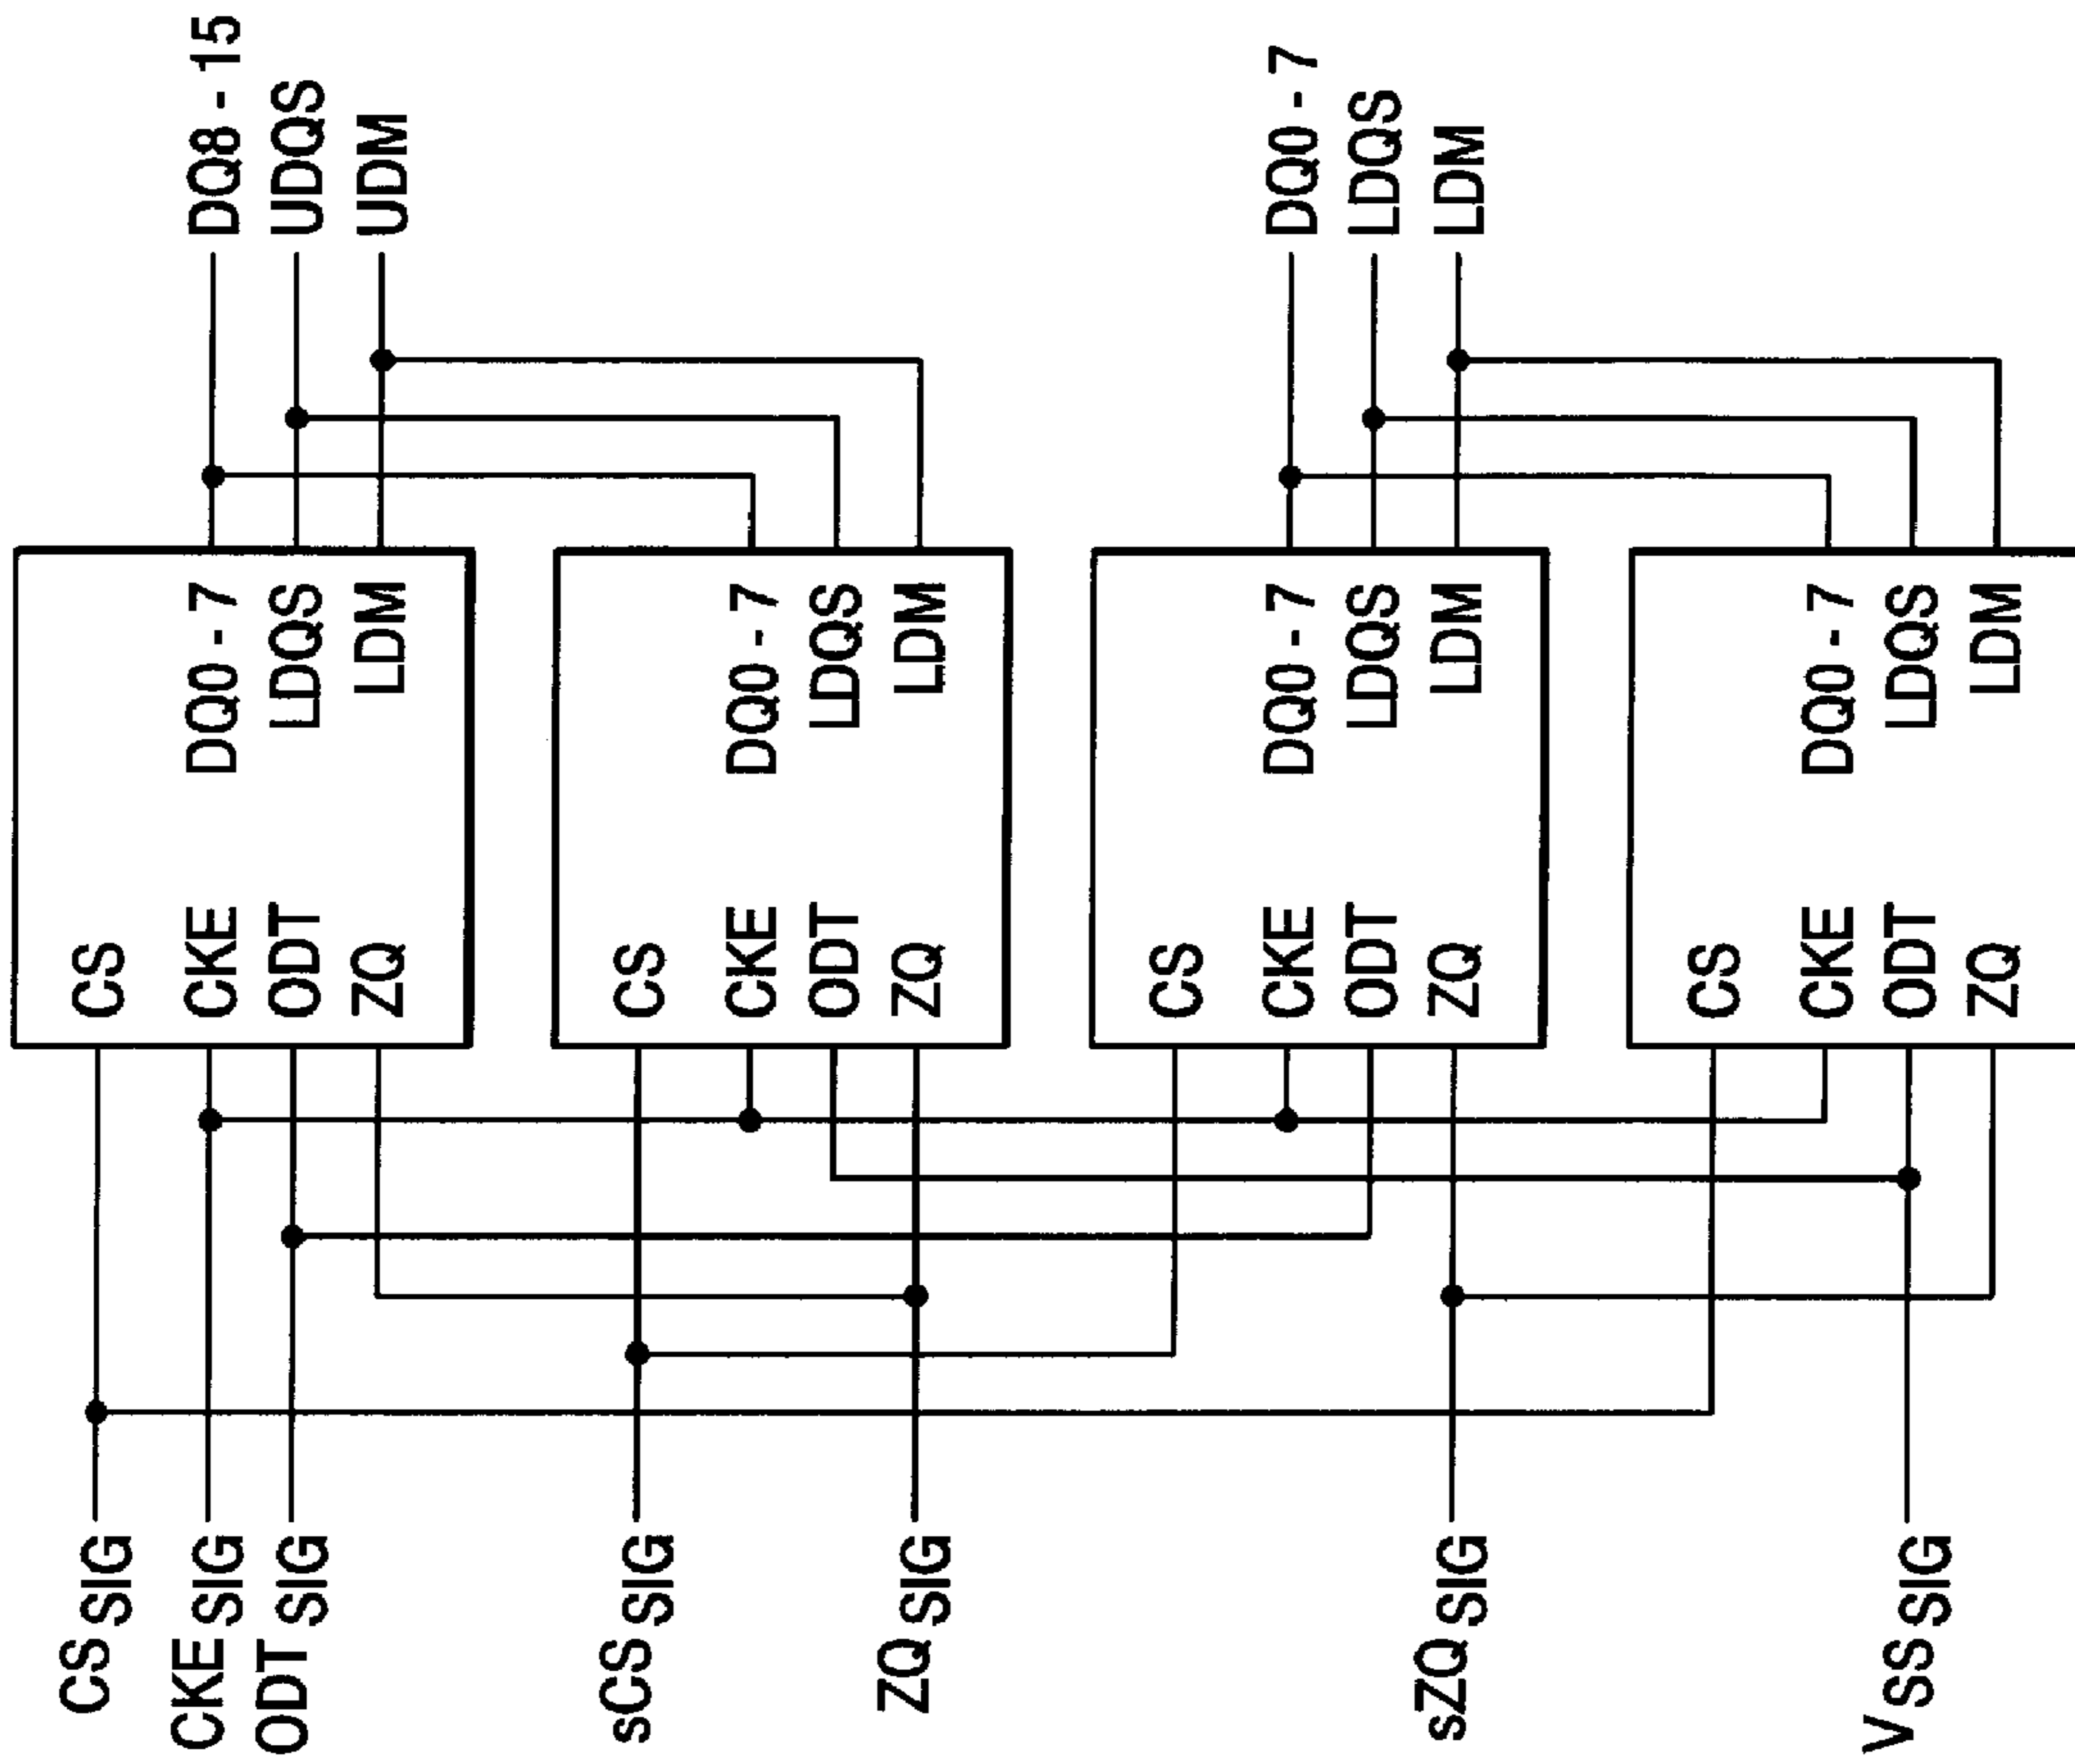 DQ8-15
UDQS
UDM
DQ0-7
LDQS
LDM
CS
CKE
ODT
ZQ
DQ0-7
LDQS
LDM
CS
CKE
ODT
ZQ
DQ0-7
LDQS
LDM
CS
CKE
ODT
ZQ
DQ0-7
LDQS
LDM
CS
CKE
ODT
ZQ
DQ0-7
LDQS
LDM
CS SIG
CKE SIG
ODT SIG
sCS SIG
ZQ SIG
sZQ SIG
VSS SIG